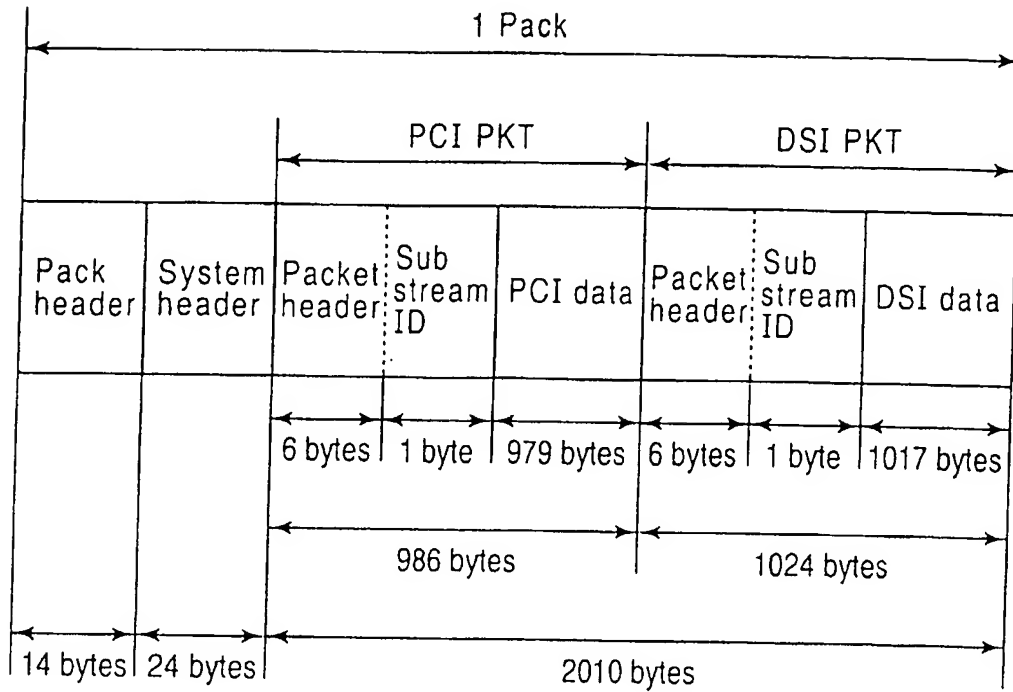 1 Pack
PCI PKT
DSI PKT
Pack
header
System
header
Packet
header
Sub
stream
ID
PCI data
Packet
header
Sub
stream
ID
DSI data
6 bytes
1 byte
979 bytes
6 bytes
1 byte
1017 bytes
986 bytes
1024 bytes
14 bytes
24 bytes
2010 bytes